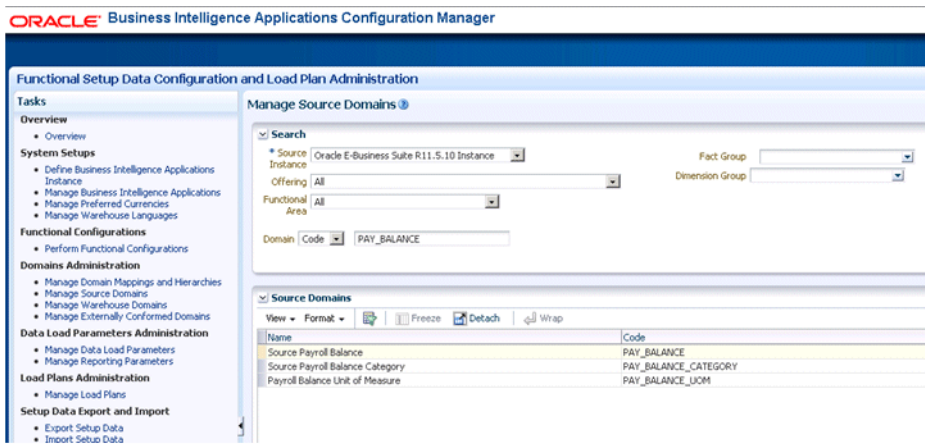 ORACLE Business Intelligence Applications Configuration Manager
Functional Setup Data Configuration and Load Plan Administration
Tasks
Overview
Overview
System Setups
Define Business Intelligence Applications
Instance
Manage Business Intelligence Applications
Manage Preferred Currencies
Manage Warehouse Languages
Functional Configurations
Perform Functional Configurations
Domains Administration
Manage Domain Mappings and Hierarchies
Manage Source Domains
Manage Warehouse Domains
Manage Externally Conformed Domains
Data Load Parameters Administration
Manage Data Load Parameters
Manage Reporting Parameters
Load Plans Administration
Manage Load Plans
Setup Data Export and Import
Export Setup Data
Import Setup Data
Manage Source Domains
Search
* Source Instance Oracle E-Business Suite R11.5.10 Instance
Offering All
Functional Area All
Domain Code PAY_BALANCE
Fact Group
Dimension Group
Source Domains
View Format Freeze Detach Wrap
Name Code
Source Payroll Balance PAY_BALANCE
Source Payroll Balance Category PAY_BALANCE_CATEGORY
Payroll Balance Unit of Measure PAY_BALANCE_UOM